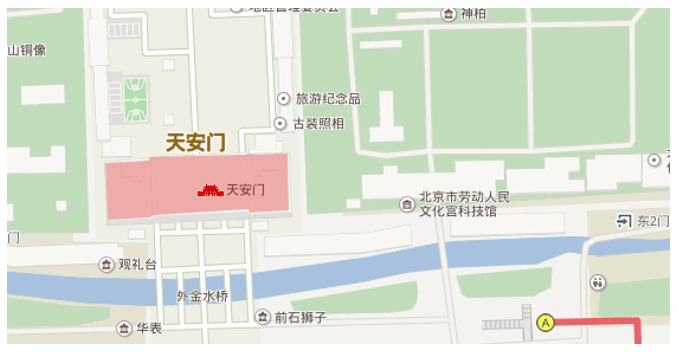 神柏
山铜像
旅游纪念品
古装照相
天安门
天安门
北京市劳动人民
文化宫科技馆
东2门
门
观礼台
外金水桥
前石狮子
华表
A